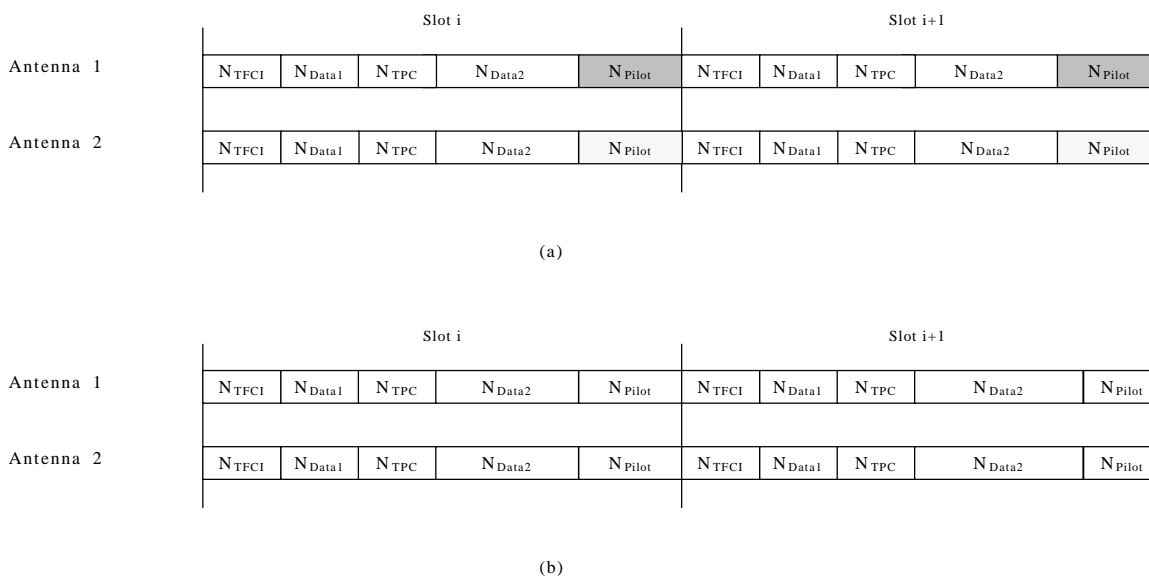 Slot i Slot i+1
Antenna 1 NTFCI NData1 NTPC NData2 NPilot NTFCI NData1 NTPC NData2 NPilot
Antenna 2 NTFCI NData1 NTPC NData2 NPilot NTFCI NData1 NTPC NData2 NPilot
(a)
Slot i Slot i+1
Antenna 1 NTFCI NData1 NTPC NData2 NPilot NTFCI NData1 NTPC NData2 NPilot
Antenna 2 NTFCI NData1 NTPC NData2 NPilot NTFCI NData1 NTPC NData2 NPilot
(b)